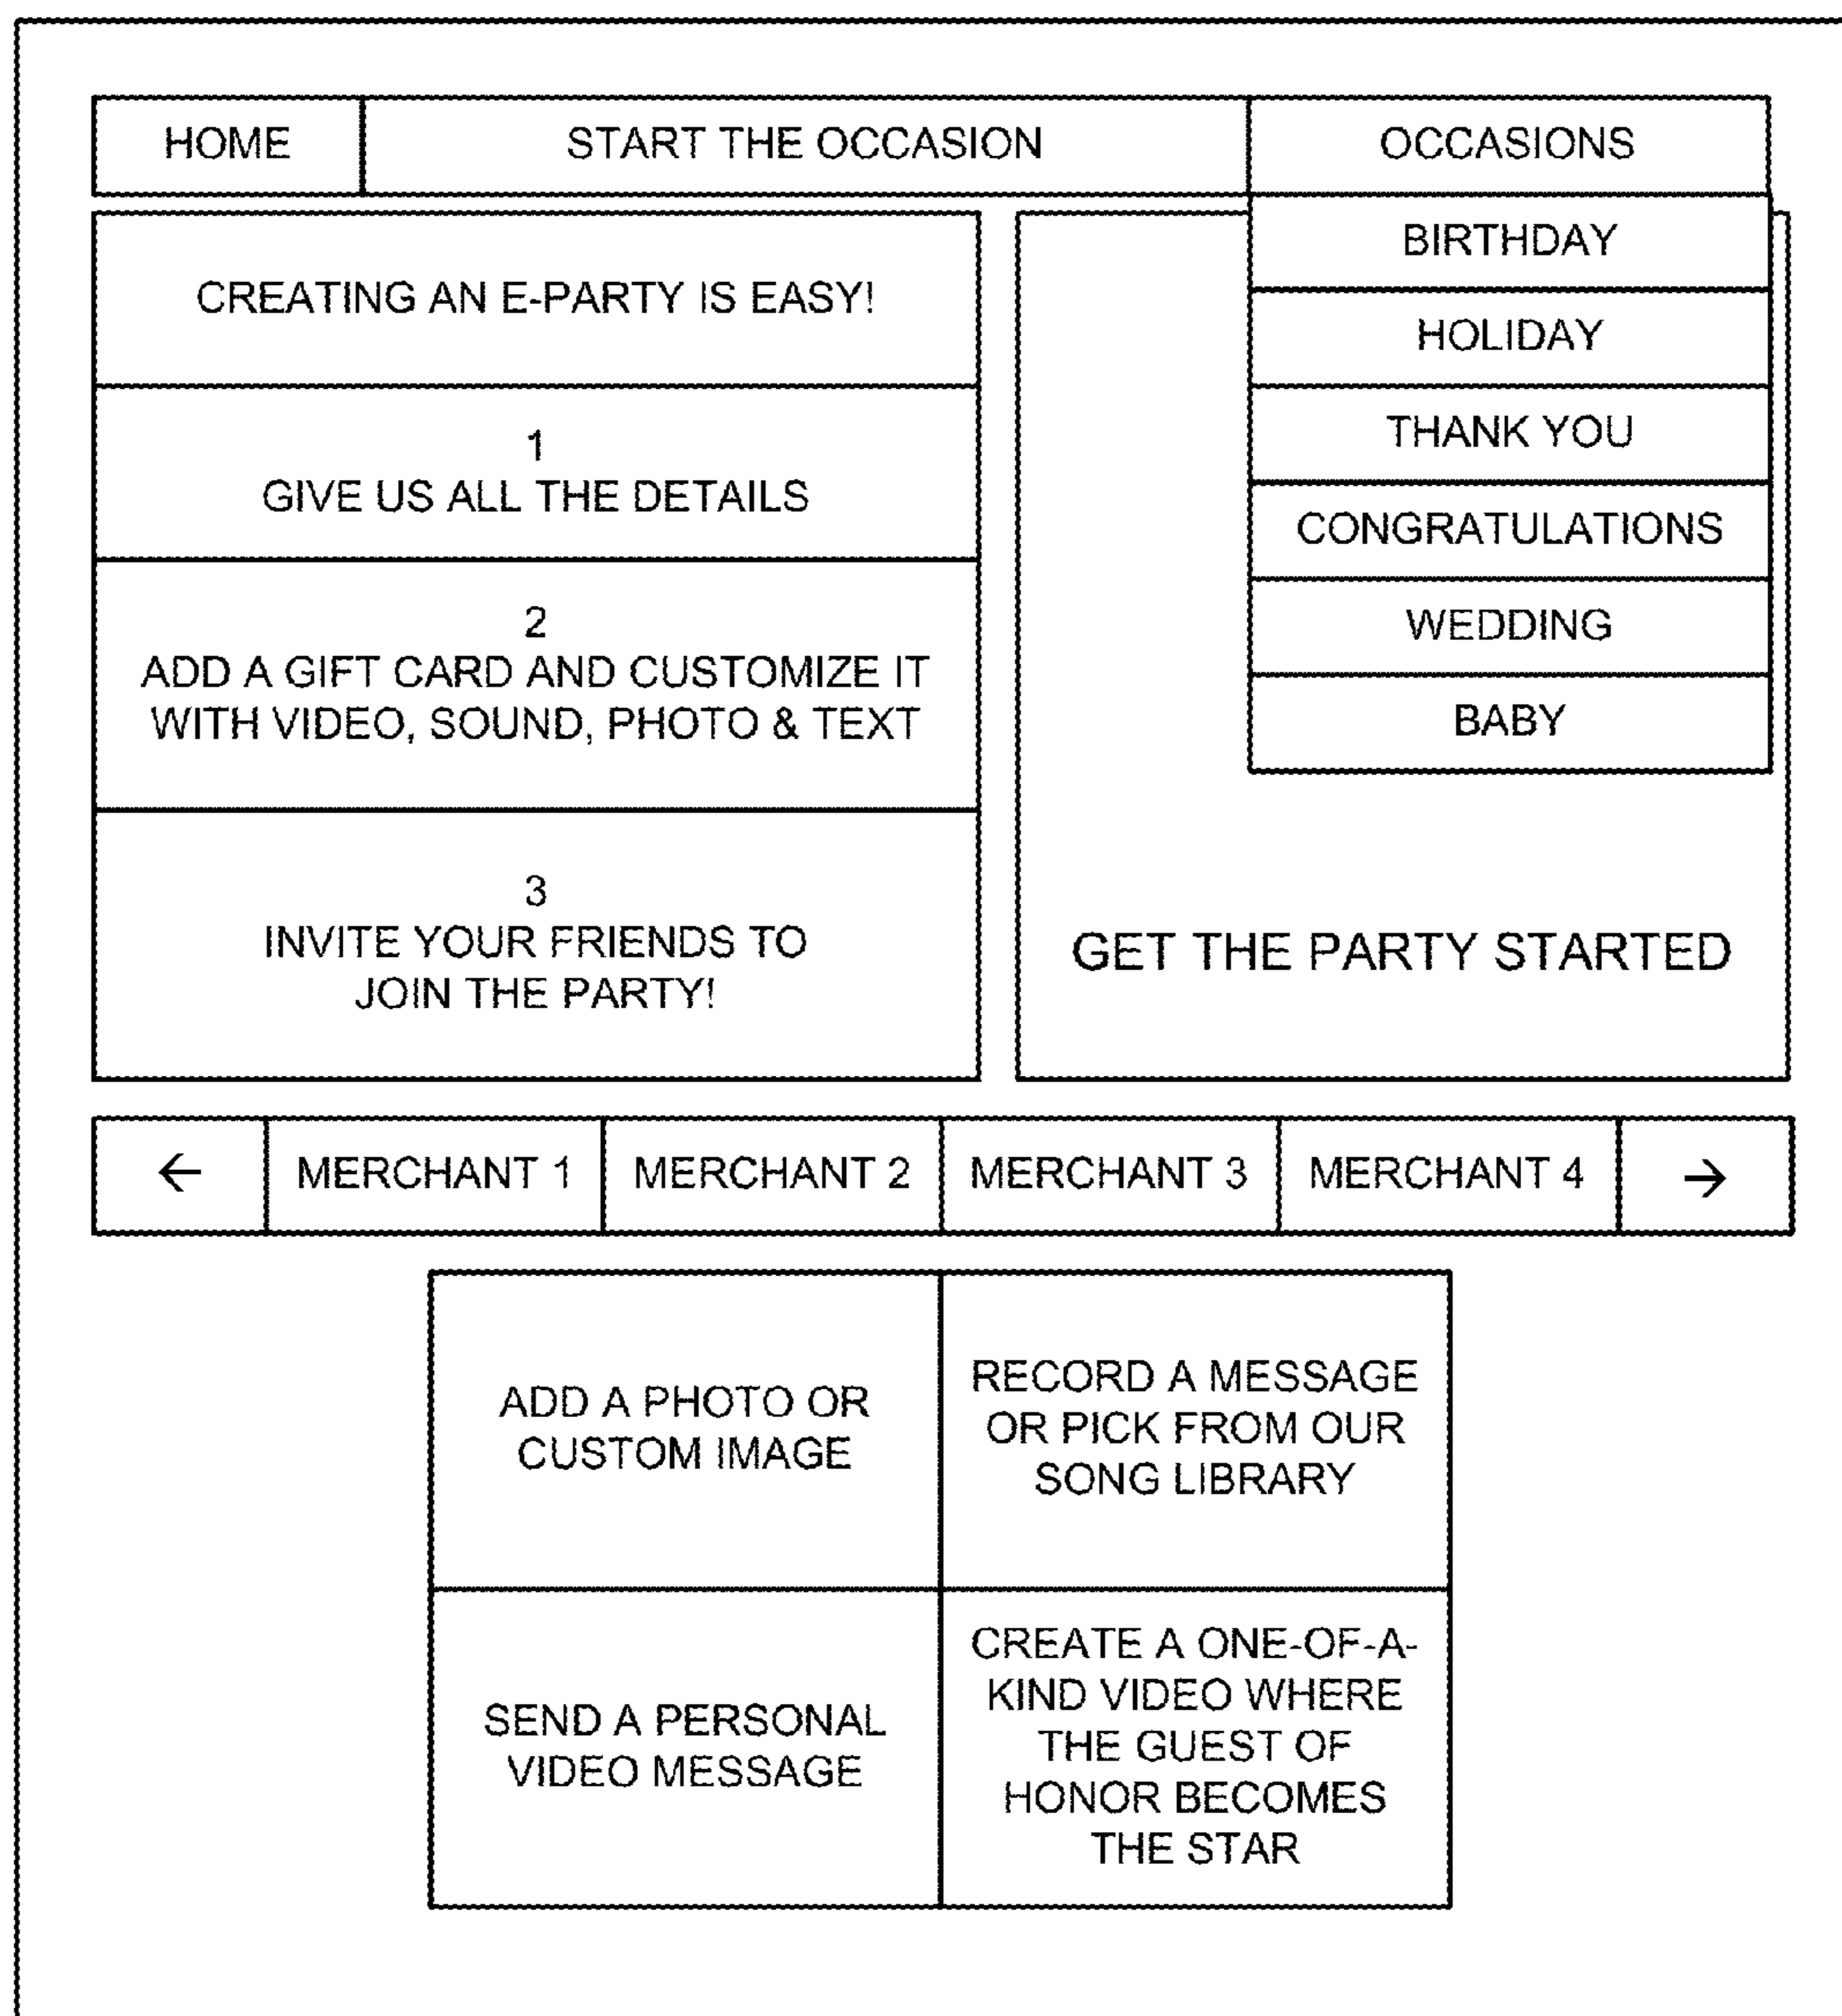 HOME
START THE OCCASION
OCCASIONS
CREATING AN E-PARTY IS EASY!
1
GIVE US ALL THE DETAILS
2
ADD A GIFT CARD AND CUSTOMIZE IT
WITH VIDEO, SOUND, PHOTO & TEXT
3
INVITE YOUR FRIENDS TO
JOIN THE PARTY!
BIRTHDAY
HOLIDAY
THANK YOU
CONGRATULATIONS
WEDDING
BABY
GET THE PARTY STARTED
← MERCHANT 1 MERCHANT 2 MERCHANT 3 MERCHANT 4 →
ADD A PHOTO OR
CUSTOM IMAGE
RECORD A MESSAGE
OR PICK FROM OUR
SONG LIBRARY
SEND A PERSONAL
VIDEO MESSAGE
CREATE A ONE-OF-A-
KIND VIDEO WHERE
THE GUEST OF
HONOR BECOMES
THE STAR